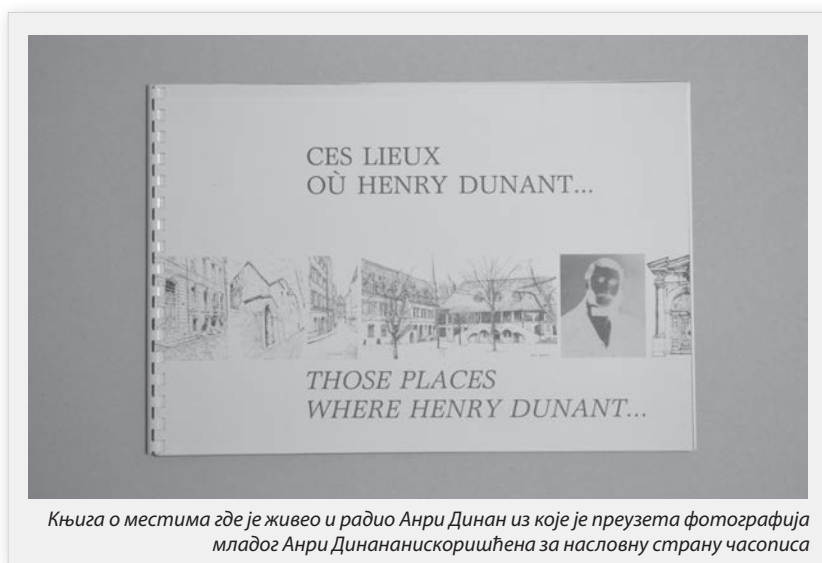 CES LIEUX
OÙ HENRY DUNANT...
THOSE PLACES
WHERE HENRY DUNANT...
Књига о местима где је живео и радио Анри Динан из које је преузета фотографија
младог Анри Динананискоришћена за насловну страну часописа